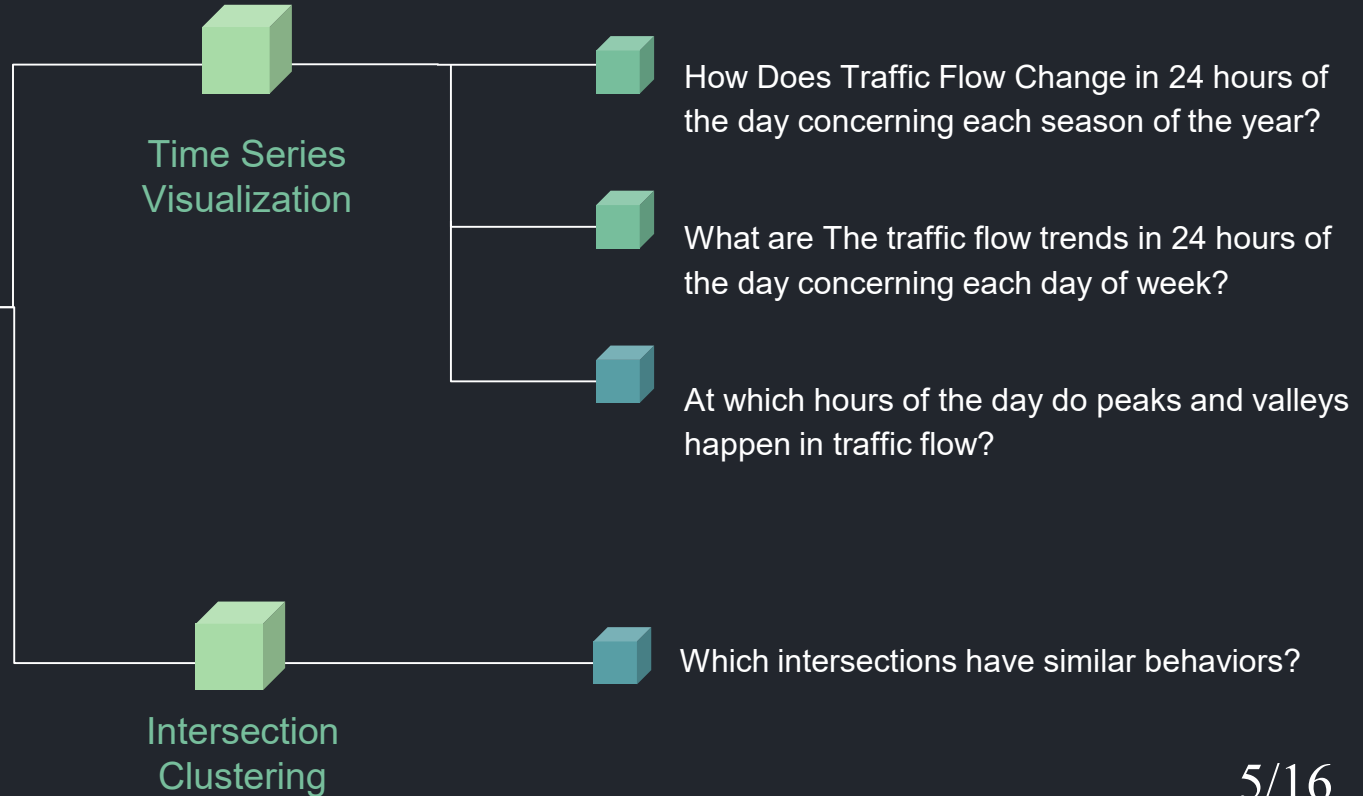 Time Series
Visualization
How Does Traffic Flow Change in 24 hours of
the day concerning each season of the year?
What are The traffic flow trends in 24 hours of
the day concerning each day of week?
At which hours of the day do peaks and valleys
happen in traffic flow?
Intersection
Clustering
Which intersections have similar behaviors?
5/16